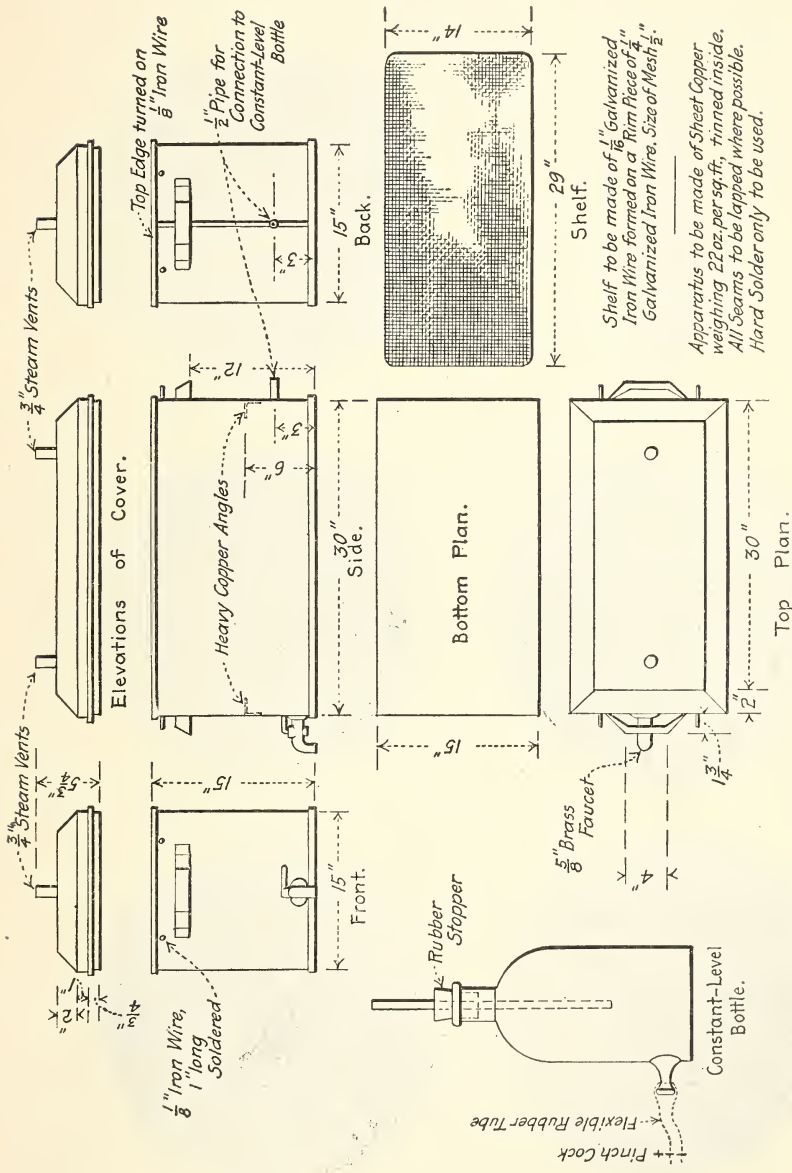 3/4" Steam Vents
3/4" Steam Vents
5 3/4"
2"
1"
3/4"
Elevations of Cover.
Top Edge turned on
1/8" Iron Wire
1/2" Pipe for
Connection to
Constant-Level
Bottle
1/8" Iron Wire,
1" long
Soldered
15"
15"
Front.
Heavy Copper Angles
6"
3"
12"
30"
Side.
3"
15"
Back.
15"
Bottom Plan.
14"
29"
Shelf.
Rubber
Stopper
Flexible Rubber Tube
Pinch Cock
Constant-Level
Bottle.
5/8" Brass
Faucet
4"
1 3/4"
2"
30"
Top Plan.
Shelf to be made of 1/16" Galvanized
Iron Wire formed on a Rim Piece of 1/4"
Galvanized Iron Wire. Size of Mesh 1/2".
Apparatus to be made of Sheet Copper
weighing 22 oz. per sq. ft., tinned inside.
All Seams to be lapped where possible.
Hard Solder only to be used.